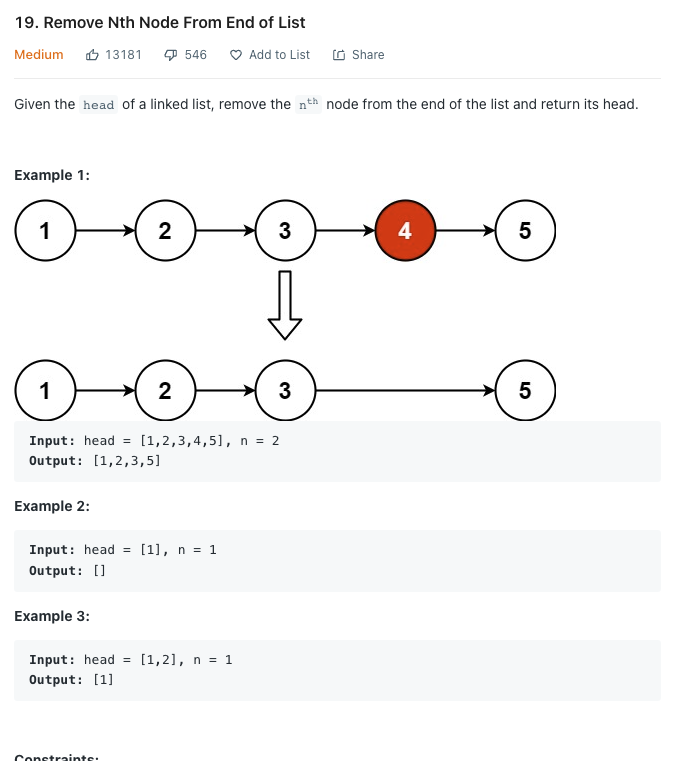 19. Remove Nth Node From End of List
Medium 13181 546 Add to List Share
Given the head of a linked list, remove the nth node from the end of the list and return its head.
Example 1:
1 2 3 4 5
1 2 3 5
Input: head = [1,2,3,4,5], n = 2
Output: [1,2,3,5]
Example 2:
Input: head = [1], n = 1
Output: []
Example 3:
Input: head = [1,2], n = 1
Output: [1]
Constraints: